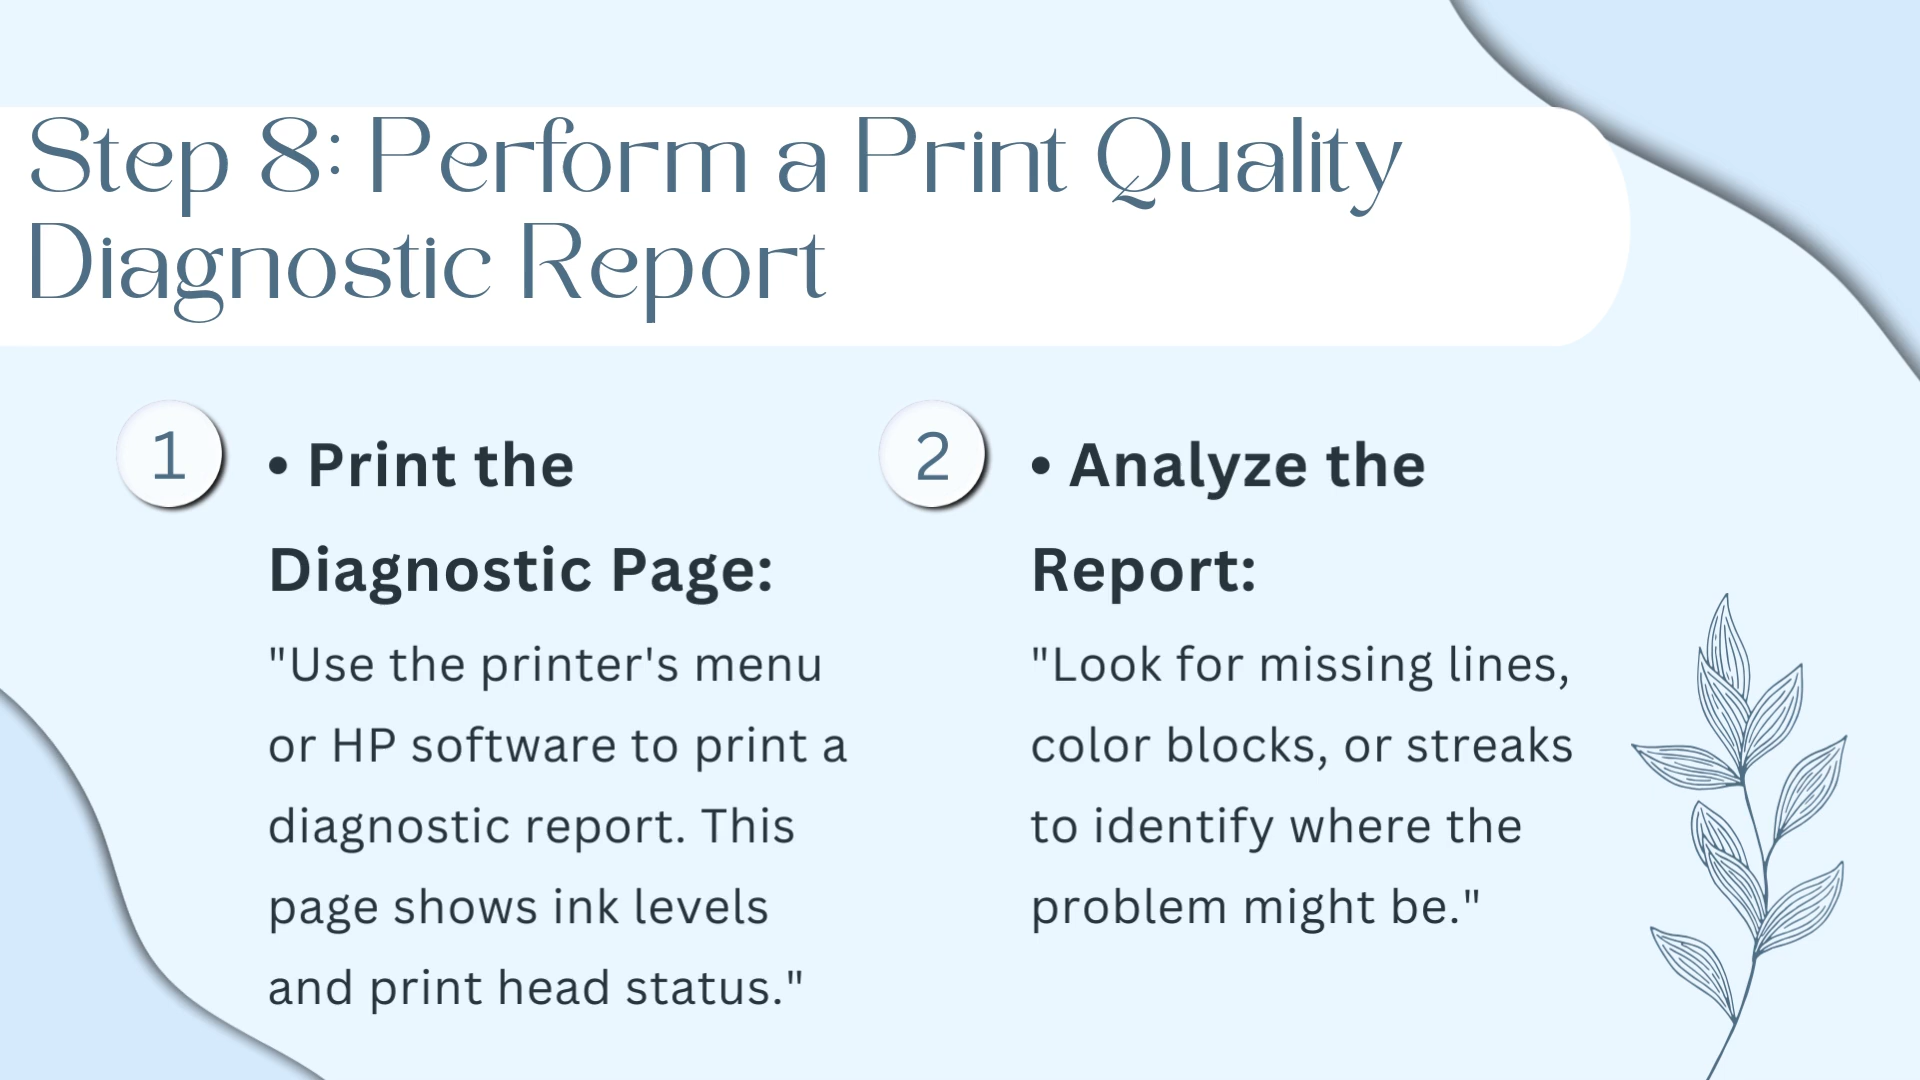 Step 8: Perform a Print Quality
Diagnostic Report
1
• Print the
Diagnostic Page:
"Use the printer's menu
or HP software to print a
diagnostic report. This
page shows ink levels
and print head status."
2
• Analyze the
Report:
"Look for missing lines,
color blocks, or streaks
to identify where the
problem might be."